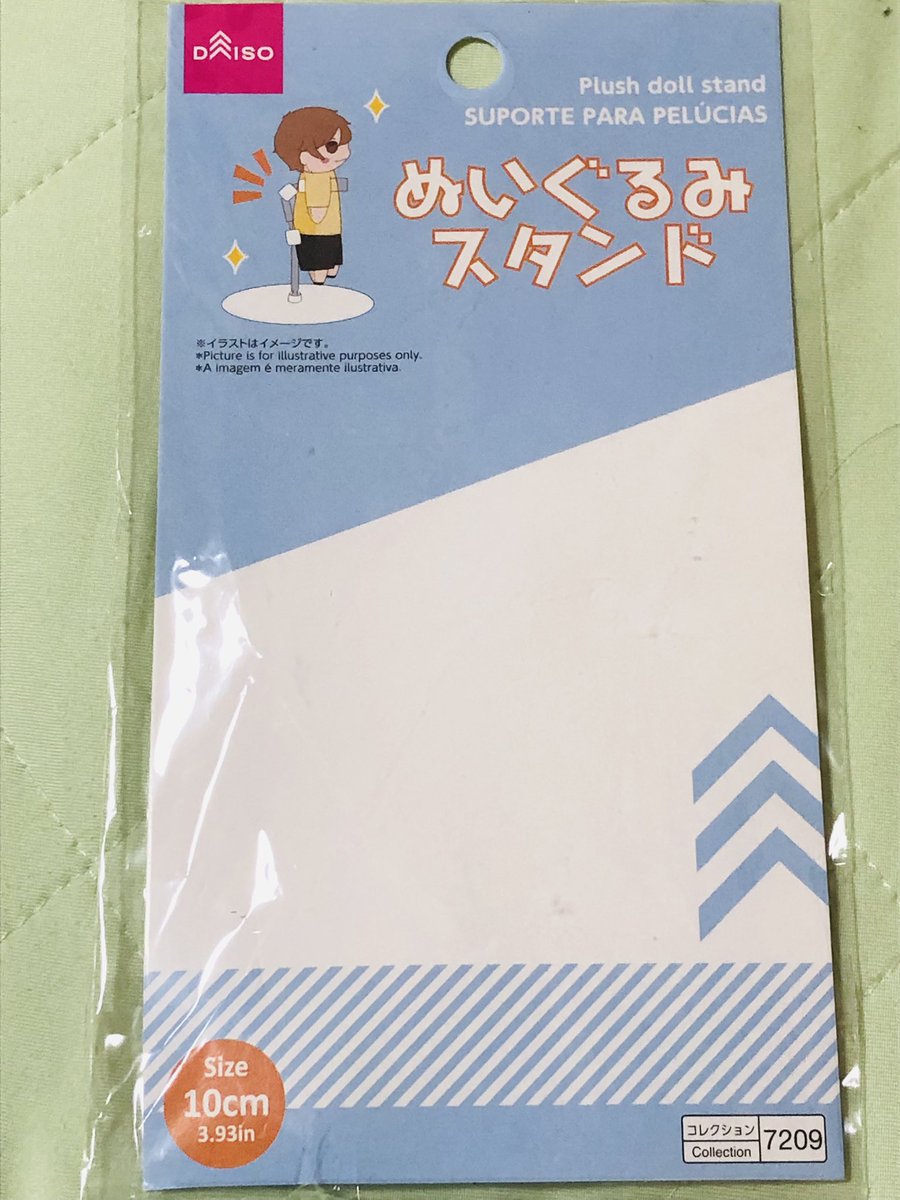 DAISO
Plush doll stand
SUPORTE PARA PELÚCIAS
ぬいぐるみ
スタンド
※イラストはイメージです。
*Picture is for illustrative purposes only.
*A imagem é meramente ilustrativa.
Size
10cm
3.93in
コレクション
Collection
7209